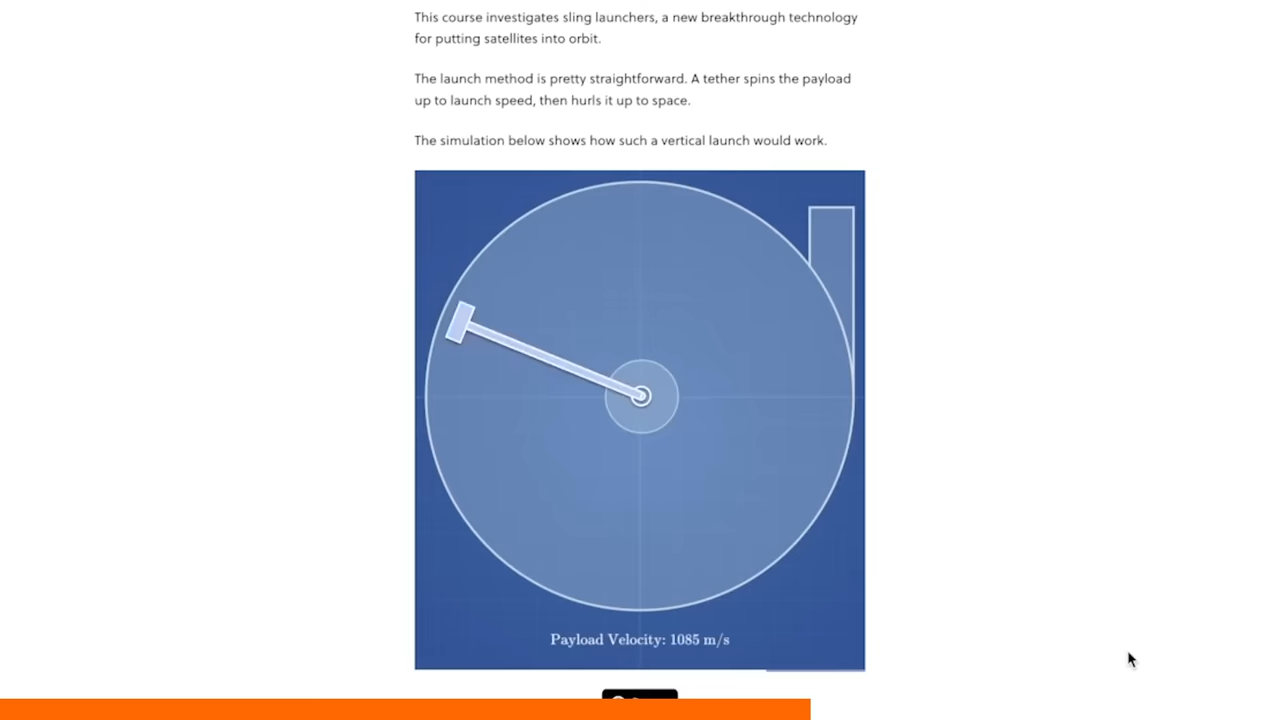 This course investigates sling launchers, a new breakthrough technology
for putting satellites into orbit.
The launch method is pretty straightforward. A tether spins the payload
up to launch speed, then hurls it up to space.
The simulation below shows how such a vertical launch would work.
Payload Velocity: 1085 m/s